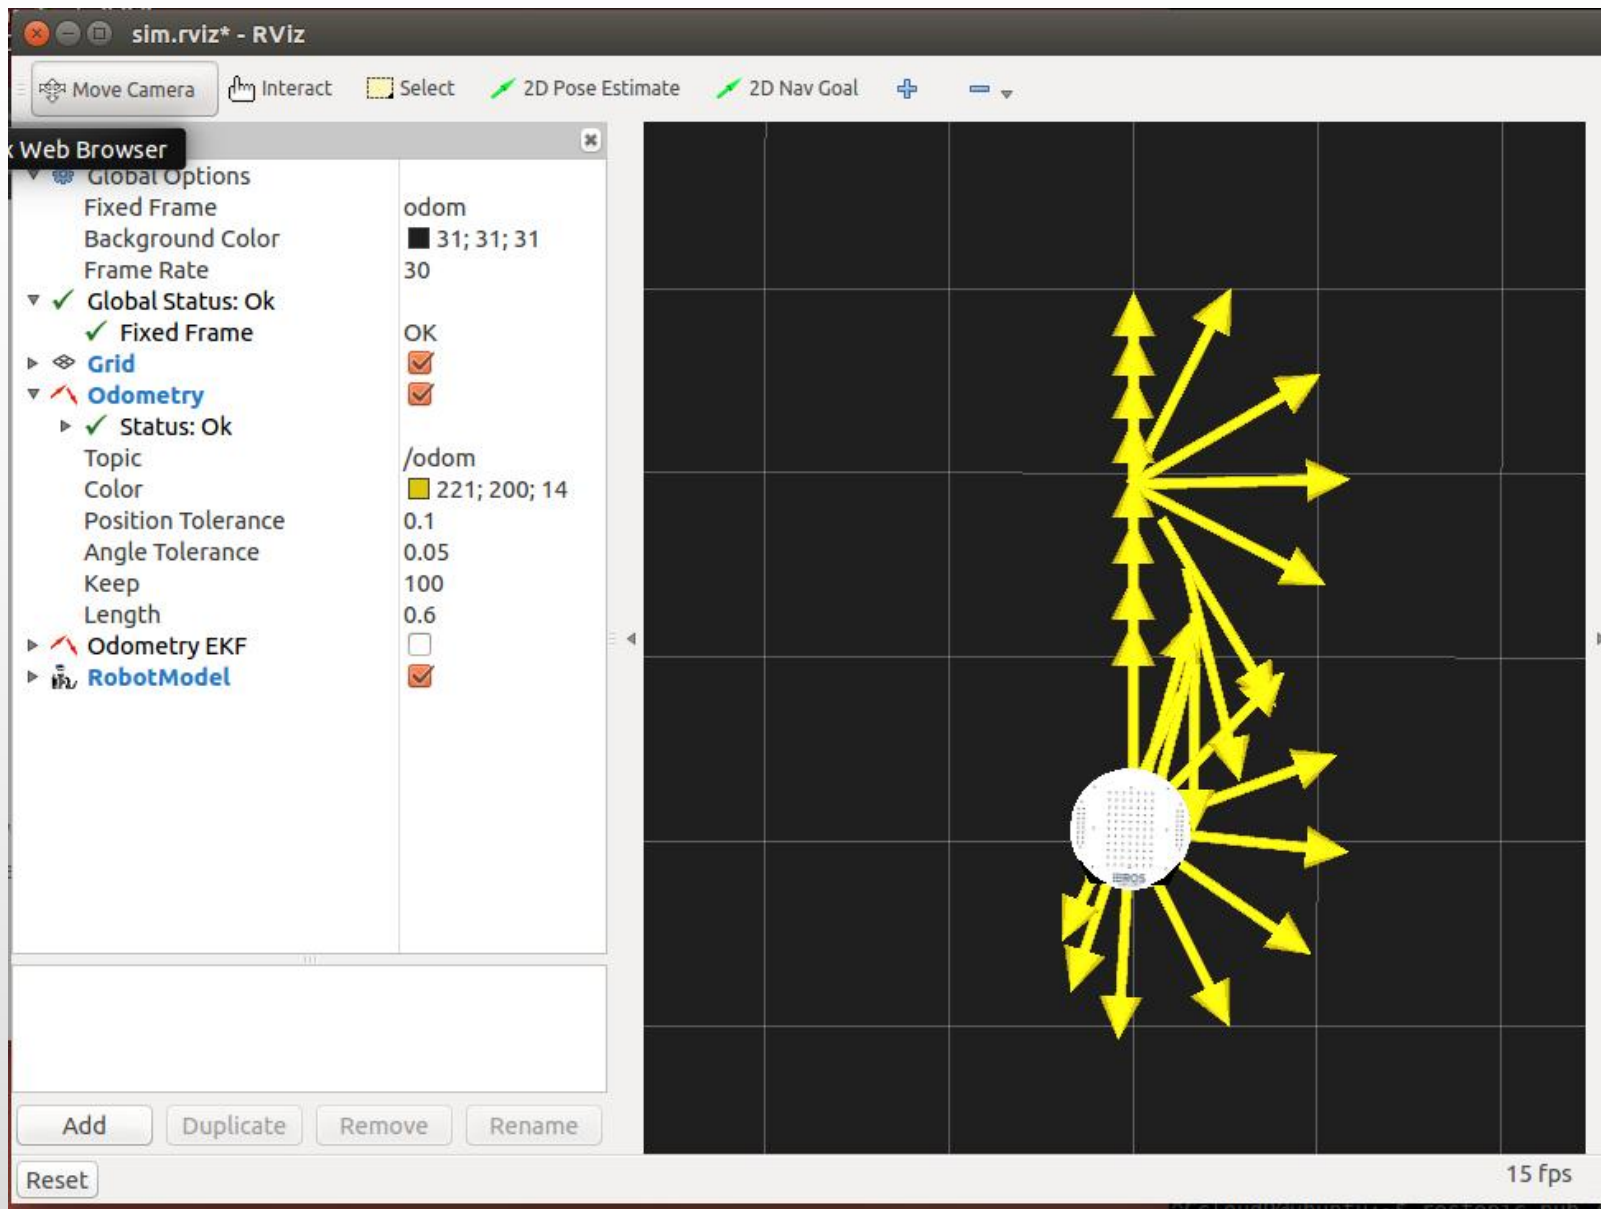 sim.rviz* - RViz
Move Camera Interact Select 2D Pose Estimate 2D Nav Goal
Web Browser
Global Options
Fixed Frame odom
Background Color 31; 31; 31
Frame Rate 30
Global Status: Ok
Fixed Frame OK
Grid
Odometry
Status: Ok
Topic /odom
Color 221; 200; 14
Position Tolerance 0.1
Angle Tolerance 0.05
Keep 100
Length 0.6
Odometry EKF
RobotModel
ROS
Add Duplicate Remove Rename
Reset 15 fps